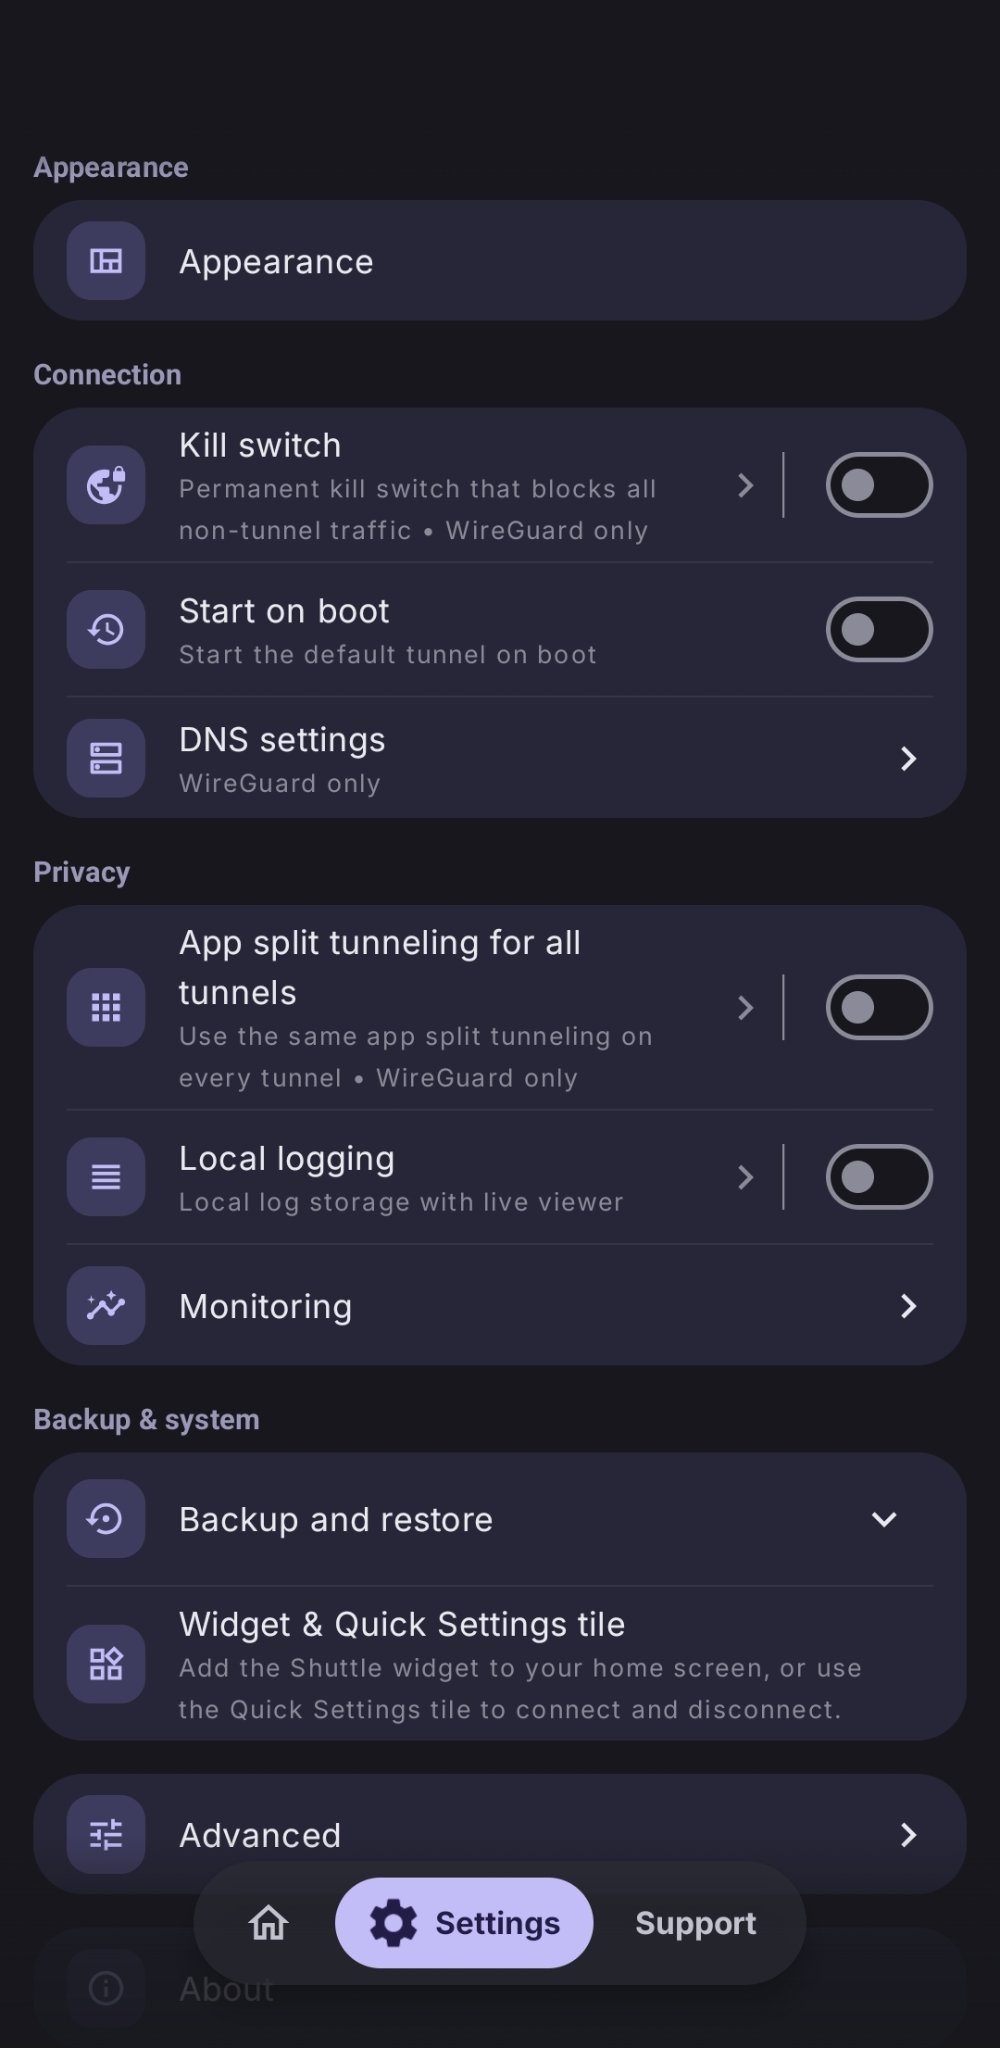 Appearance
Appearance
Connection
Kill switch
Permanent kill switch that blocks all
non-tunnel traffic • WireGuard only
Start on boot
Start the default tunnel on boot
DNS settings
WireGuard only
Privacy
App split tunneling for all
tunnels
Use the same app split tunneling on
every tunnel • WireGuard only
Local logging
Local log storage with live viewer
Monitoring
Backup & system
Backup and restore
Widget & Quick Settings tile
Add the Shuttle widget to your home screen, or use
the Quick Settings tile to connect and disconnect.
Advanced
Settings
Support
About